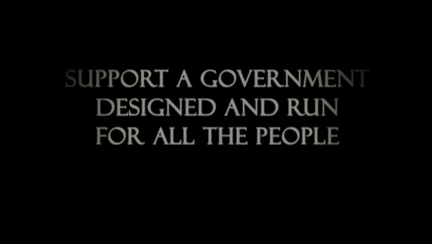 SUPPORT A GOVERNMENT
DESIGNED AND RUN
FOR ALL THE PEOPLE